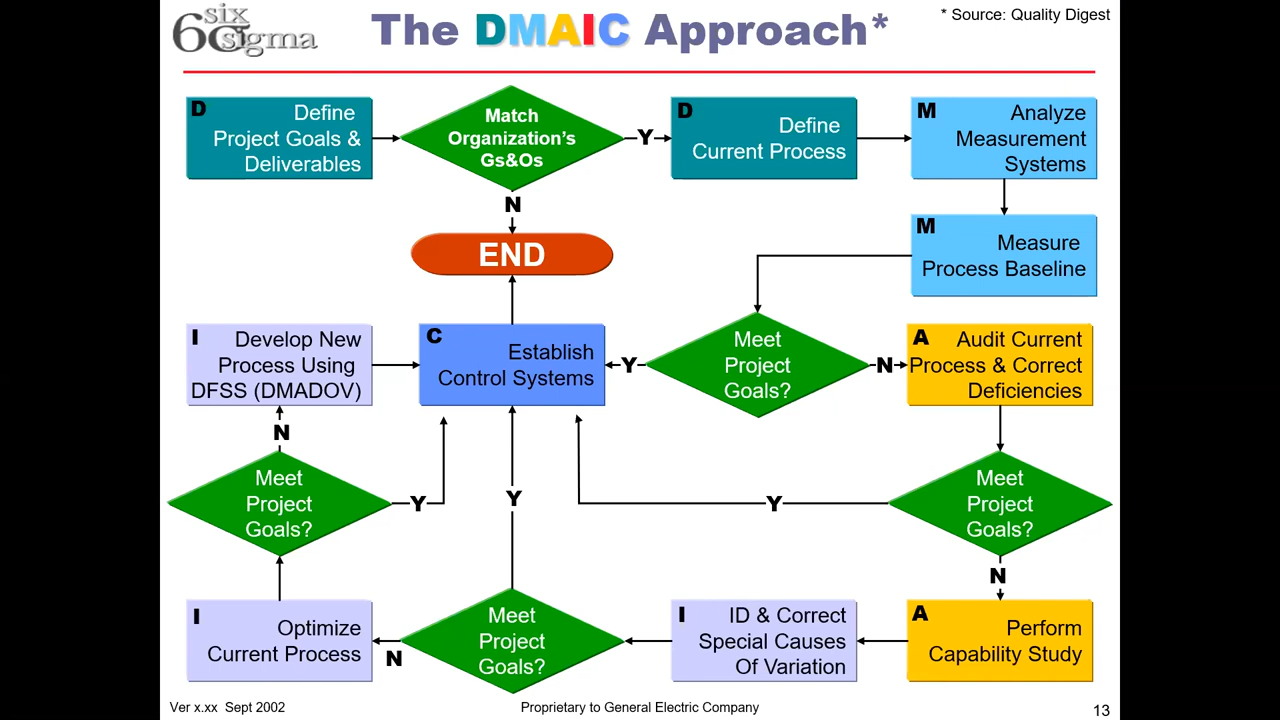 six
6σ sigma
The DMAIC Approach*
* Source: Quality Digest
D
Define
Project Goals &
Deliverables
Match
Organization's
Gs&Os
Y
D
Define
Current Process
M
Analyze
Measurement
Systems
N
END
M
Measure
Process Baseline
I
Develop New
Process Using
DFSS (DMADOV)
C
Establish
Control Systems
Y
Meet
Project
Goals?
N
A
Audit Current
Process & Correct
Deficiencies
N
Meet
Project
Goals?
Y
Y
Y
Meet
Project
Goals?
N
I
Optimize
Current Process
N
Meet
Project
Goals?
I
ID & Correct
Special Causes
Of Variation
A
Perform
Capability Study
Ver x.xx  Sept 2002
Proprietary to General Electric Company
13